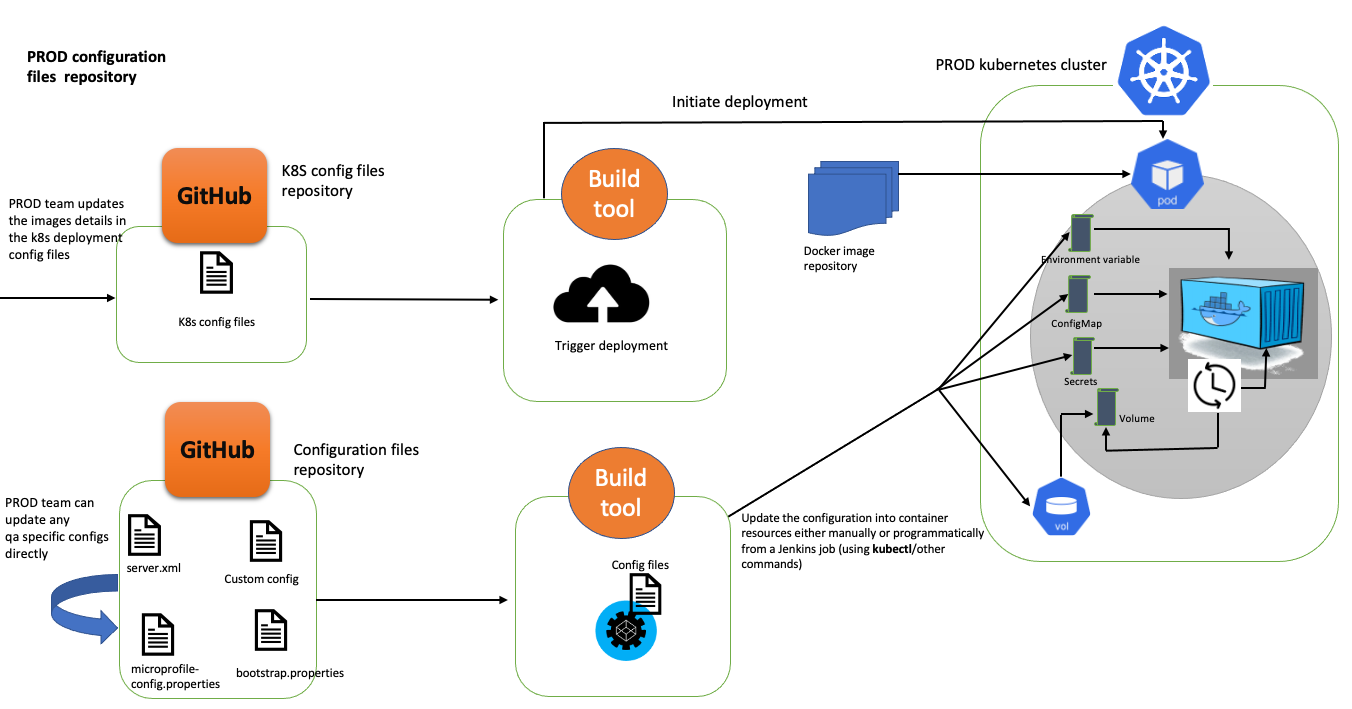 PROD configuration
files  repository
PROD kubernetes cluster
Initiate deployment
GitHub
K8S config files
repository
Build
tool
pod
PROD team updates
the images details in
the k8s deployment
config files
K8s config files
Trigger deployment
Docker image
repository
Environment variable
ConfigMap
Secrets
Volume
vol
GitHub
Configuration files
repository
Build
tool
PROD team can
update any
qa specific configs
directly
server.xml
Custom config
microprofile-
config.properties
bootstrap.properties
Config files
Update the configuration into container
resources either manually or programmatically
from a Jenkins job (using kubectl/other
commands)